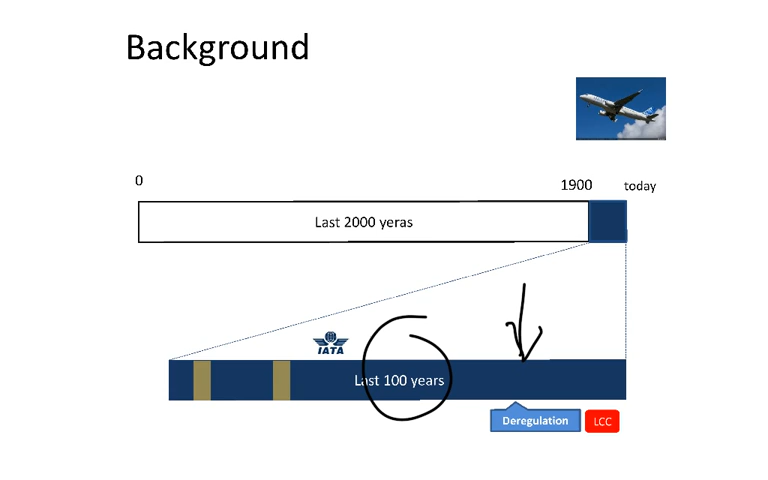 Background
0
1900
today
Last 2000 yeras
IATA
Last 100 years
Deregulation
LCC